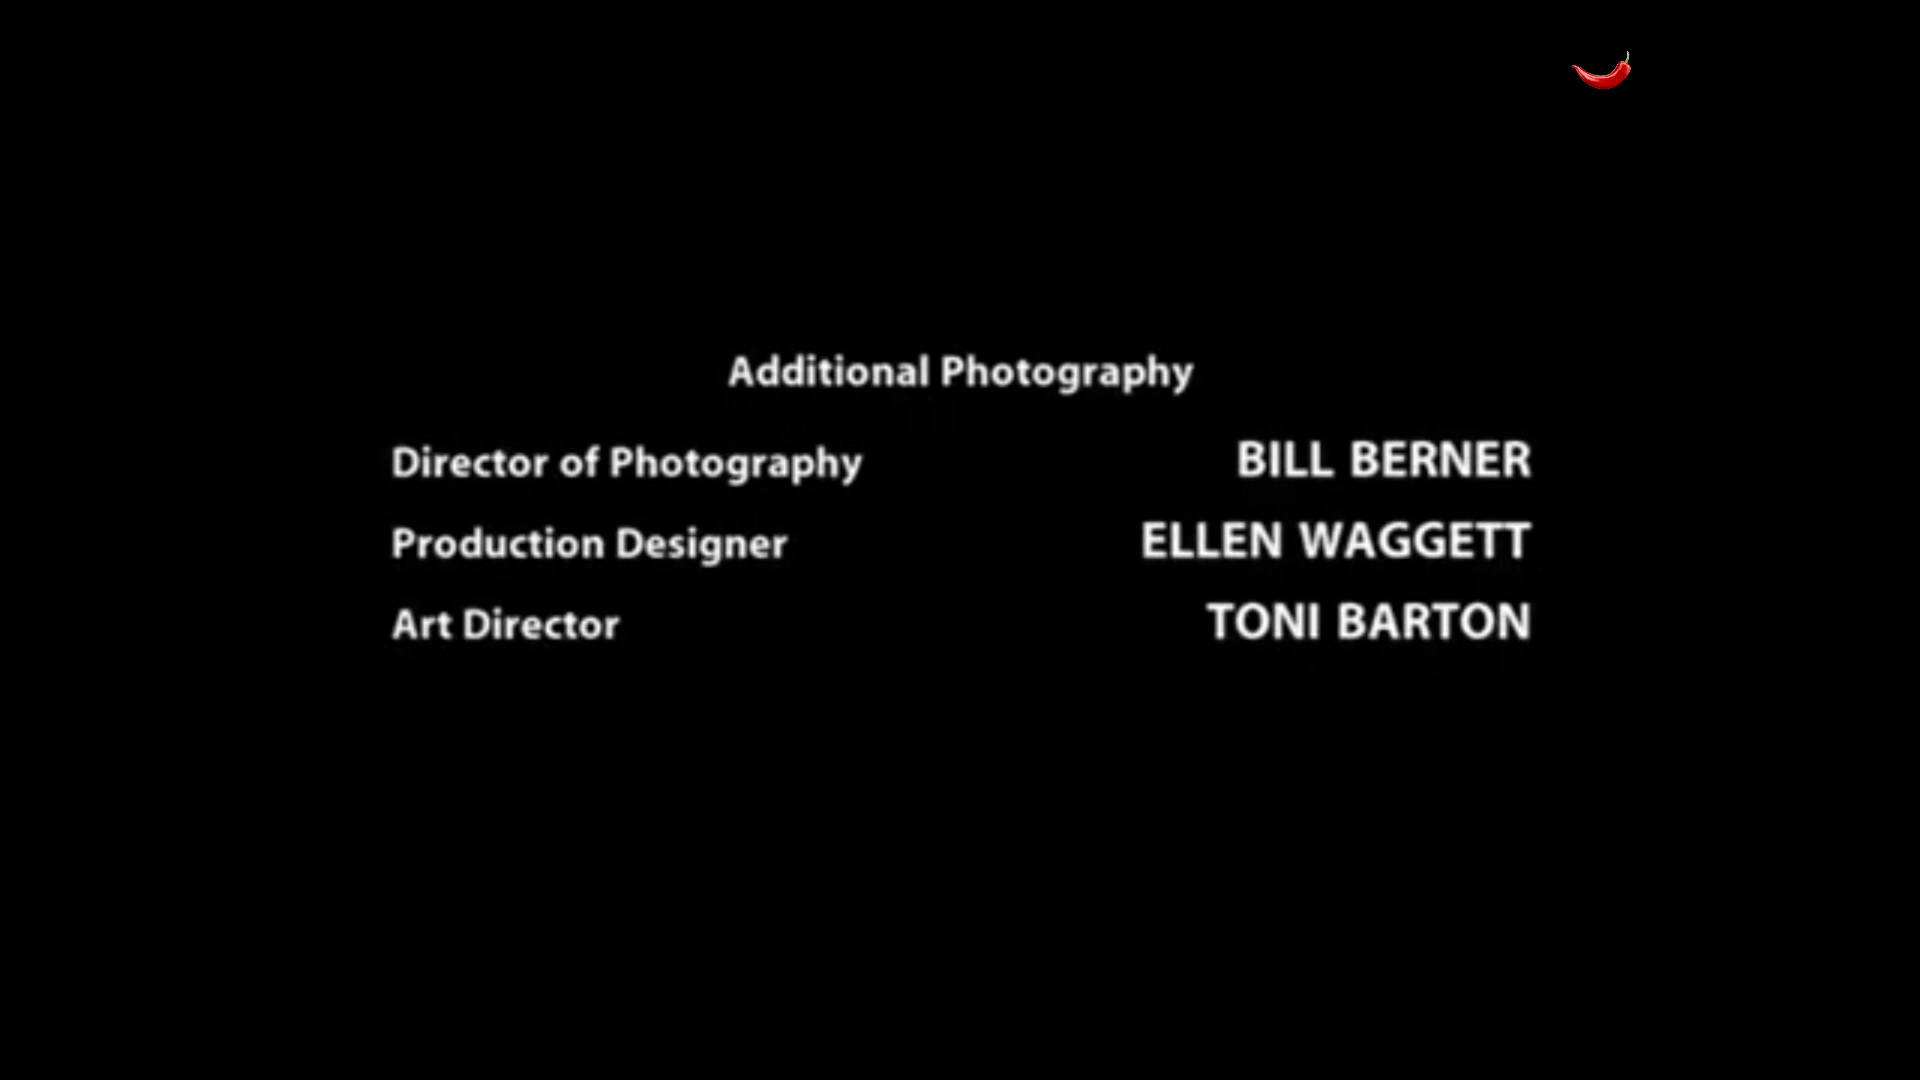 Additional Photography
Director of Photography BILL BERNER
Production Designer ELLEN WAGGETT
Art Director TONI BARTON